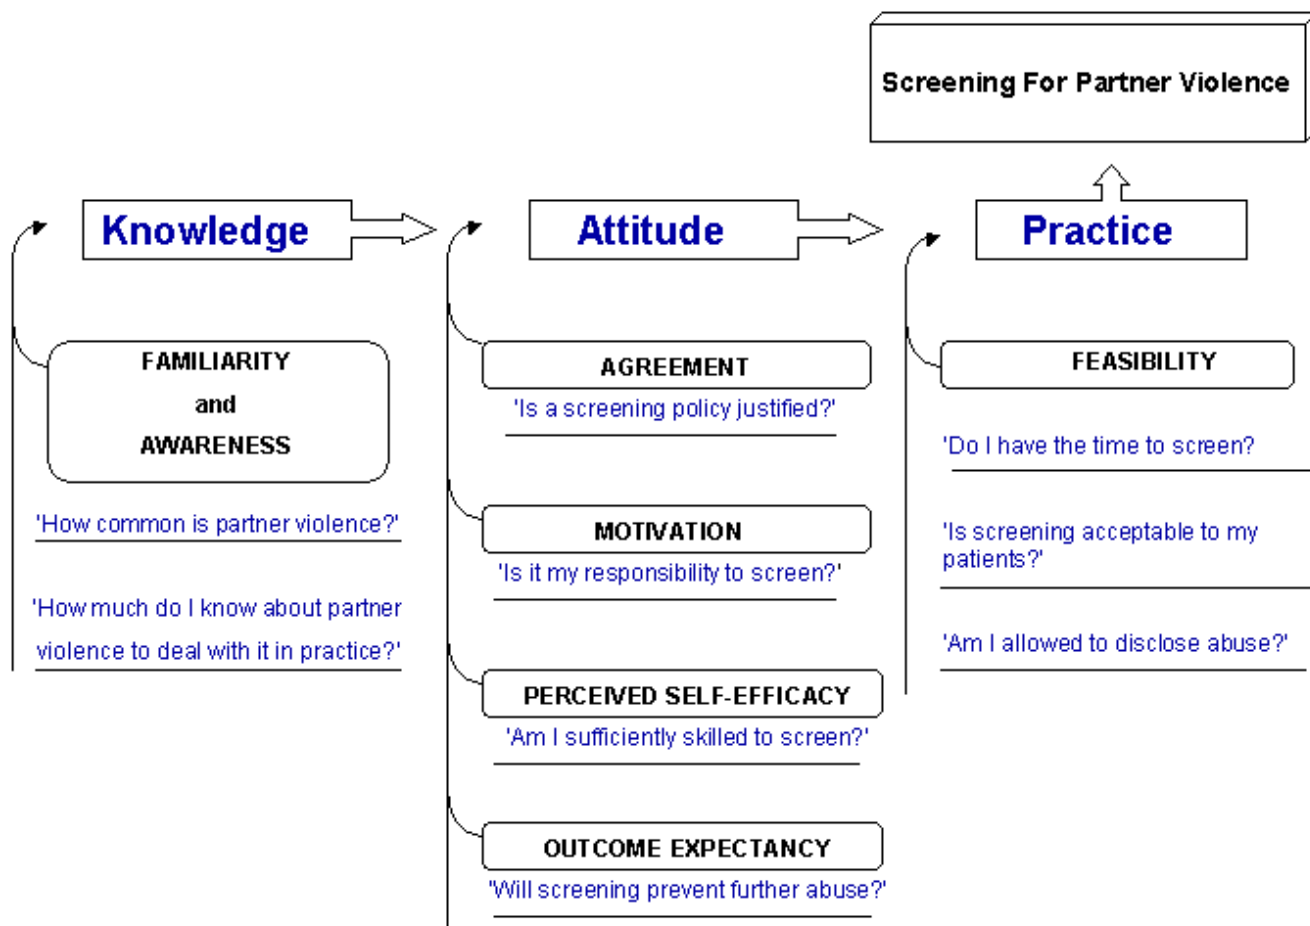 Screening For Partner Violence
Knowledge
Attitude
Practice
FAMILIARITY
and
AWARENESS
'How common is partner violence?'
'How much do I know about partner
violence to deal with it in practice?'
AGREEMENT
'Is a screening policy justified?'
MOTIVATION
'Is it my responsibility to screen?'
PERCEIVED SELF-EFFICACY
'Am I sufficiently skilled to screen?'
OUTCOME EXPECTANCY
'Will screening prevent further abuse?'
FEASIBILITY
'Do I have the time to screen?
'Is screening acceptable to my
patients?'
'Am I allowed to disclose abuse?'